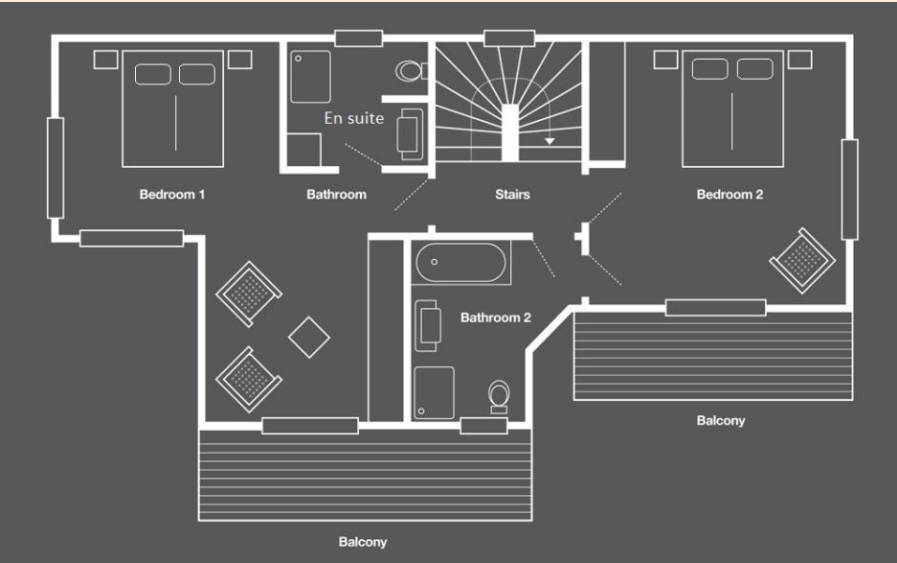 En suite
Bedroom 1
Bathroom
Stairs
Bedroom 2
Bathroom 2
Balcony
Balcony